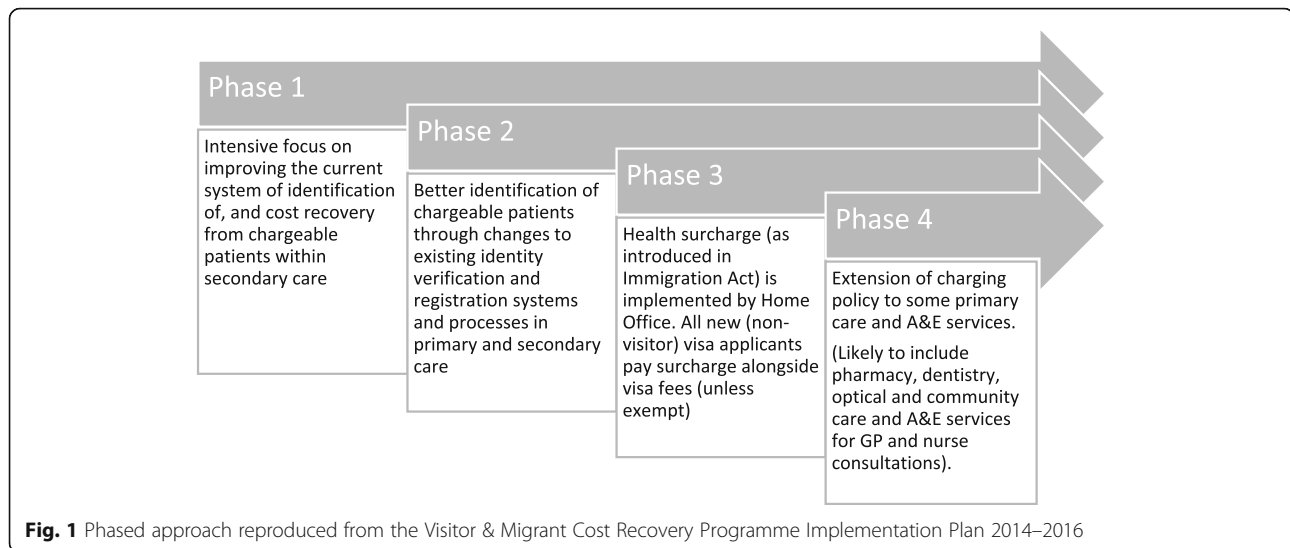 Phase 1
Intensive focus on
improving the current
system of identification
of, and cost recovery
from chargeable
patients within
secondary care
Phase 2
Better identification of
chargeable patients
through changes to
existing identity
verification and
registration systems
and processes in
primary and secondary
care
Phase 3
Health surcharge (as
introduced in
Immigration Act) is
implemented by Home
Office. All new (non-
visitor) visa applicants
pay surcharge alongside
visa fees (unless
exempt)
Phase 4
Extension of charging
policy to some primary
care and A&E services.
(Likely to include
pharmacy, dentistry,
optical and community
care and A&E services
for GP and nurse
consultations).
Fig. 1 Phased approach reproduced from the Visitor & Migrant Cost Recovery Programme Implementation Plan 2014–2016